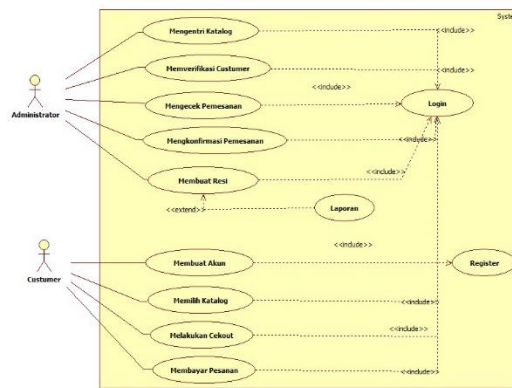 Syste
Mengentri Katalog
<<include>>
Memverifikasi Custumer
<<include>>
Administrator
<<include>>
Mengecek Pemesanan
Login
Mengkonfirmasi Pemesanan
<<include>>
Membuat Resi
<<include>>
<<extend>>
Laporan
<<include>>
Custumer
Membuat Akun
Register
Memilih Katalog
<<include>>
Melakukan Cekout
<<include>>
Membayar Pesanan
<<include>>